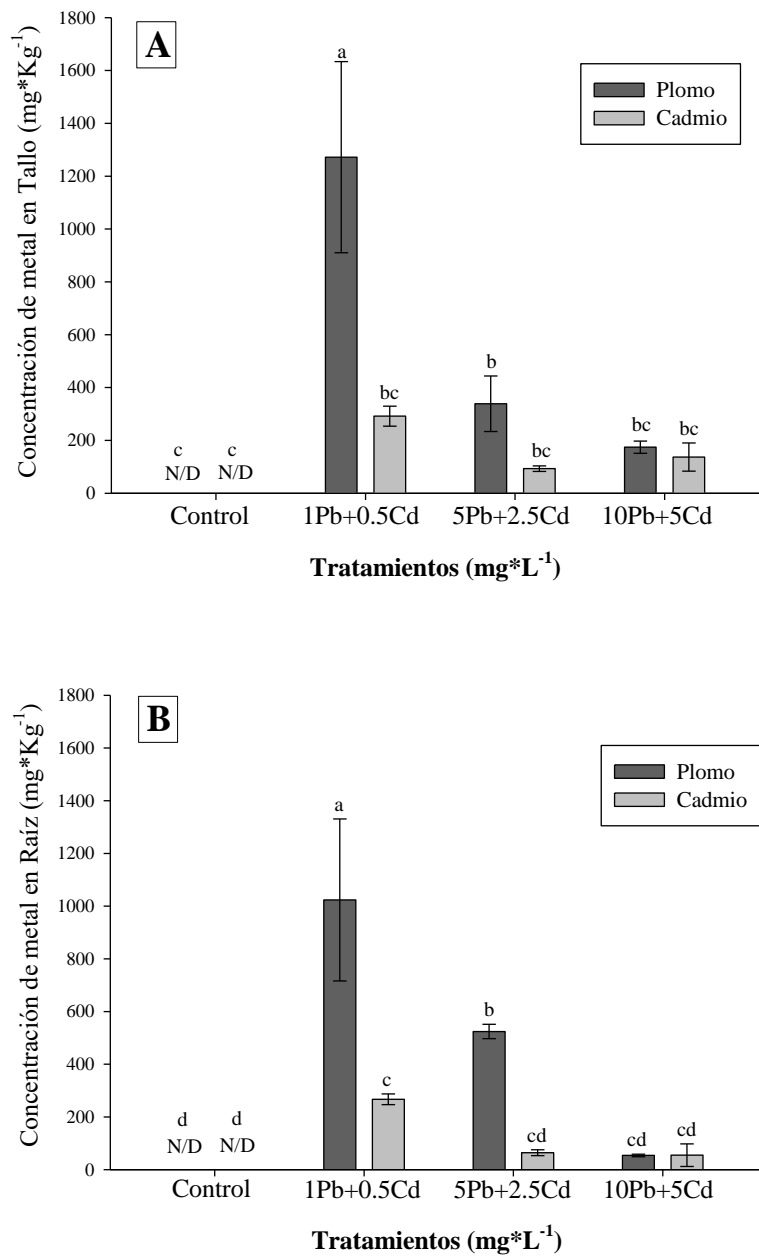 A
Concentración de metal en Tallo (mg*Kg⁻¹)
1800
1600
1400
1200
1000
800
600
400
200
0
Plomo
Cadmio
a
bc
b
bc
bc
bc
c c
N/D N/D
Control 1Pb+0.5Cd 5Pb+2.5Cd 10Pb+5Cd
Tratamientos (mg*L⁻¹)
B
Concentración de metal en Raíz (mg*Kg⁻¹)
1800
1600
1400
1200
1000
800
600
400
200
0
Plomo
Cadmio
a
c
b
cd
cd cd
d d
N/D N/D
Control 1Pb+0.5Cd 5Pb+2.5Cd 10Pb+5Cd
Tratamientos (mg*L⁻¹)